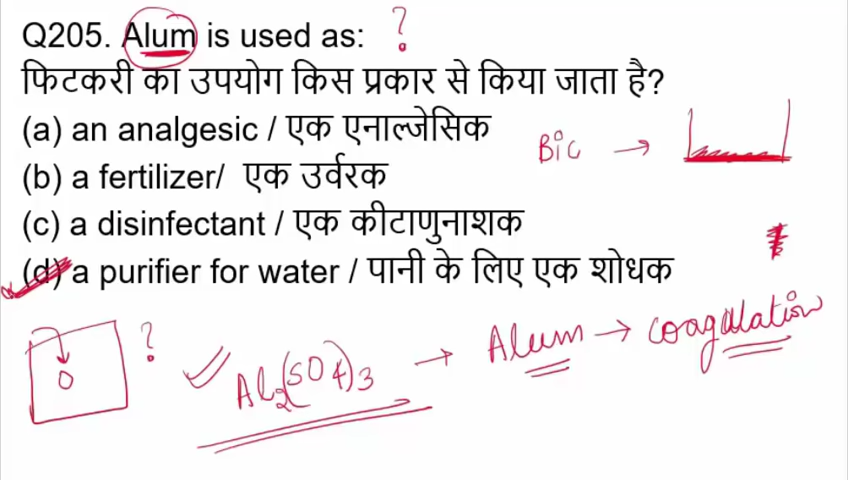 Q205. Alum is used as: ?
फिटकरी का उपयोग किस प्रकार से किया जाता है?
(a) an analgesic / एक एनाल्जेसिक
(b) a fertilizer/ एक उर्वरक
Bic →
(c) a disinfectant / एक कीटाणुनाशक
(d) a purifier for water / पानी के लिए एक शोधक
? Al2(SO4)3 → Alum → coagulation